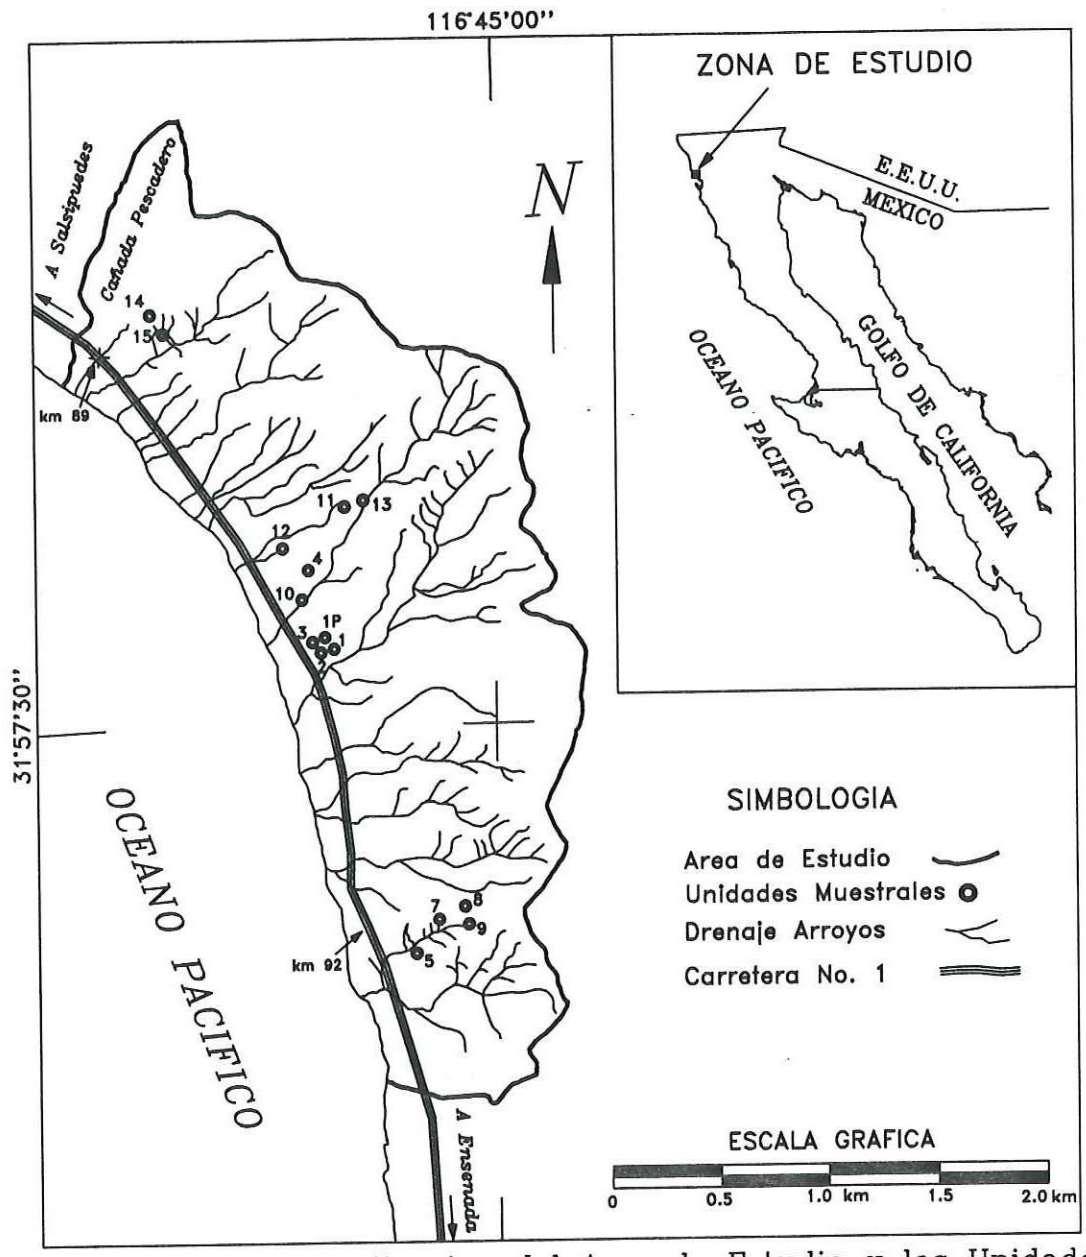 116°45'00''
ZONA DE ESTUDIO
E.E.U.U.
MEXICO
GOLFO DE CALIFORNIA
OCEANO PACIFICO
N
A Salsipuedes
Cañada Pescadero
14
15
km 89
11
13
12
4
10
1P
3
1
2
31°57'30''
OCEANO PACIFICO
7
8
9
5
km 92
A Ensenada
SIMBOLOGIA
Area de Estudio
Unidades Muestrales
Drenaje Arroyos
Carretera No. 1
ESCALA GRAFICA
0 0.5 1.0 km 1.5 2.0 km